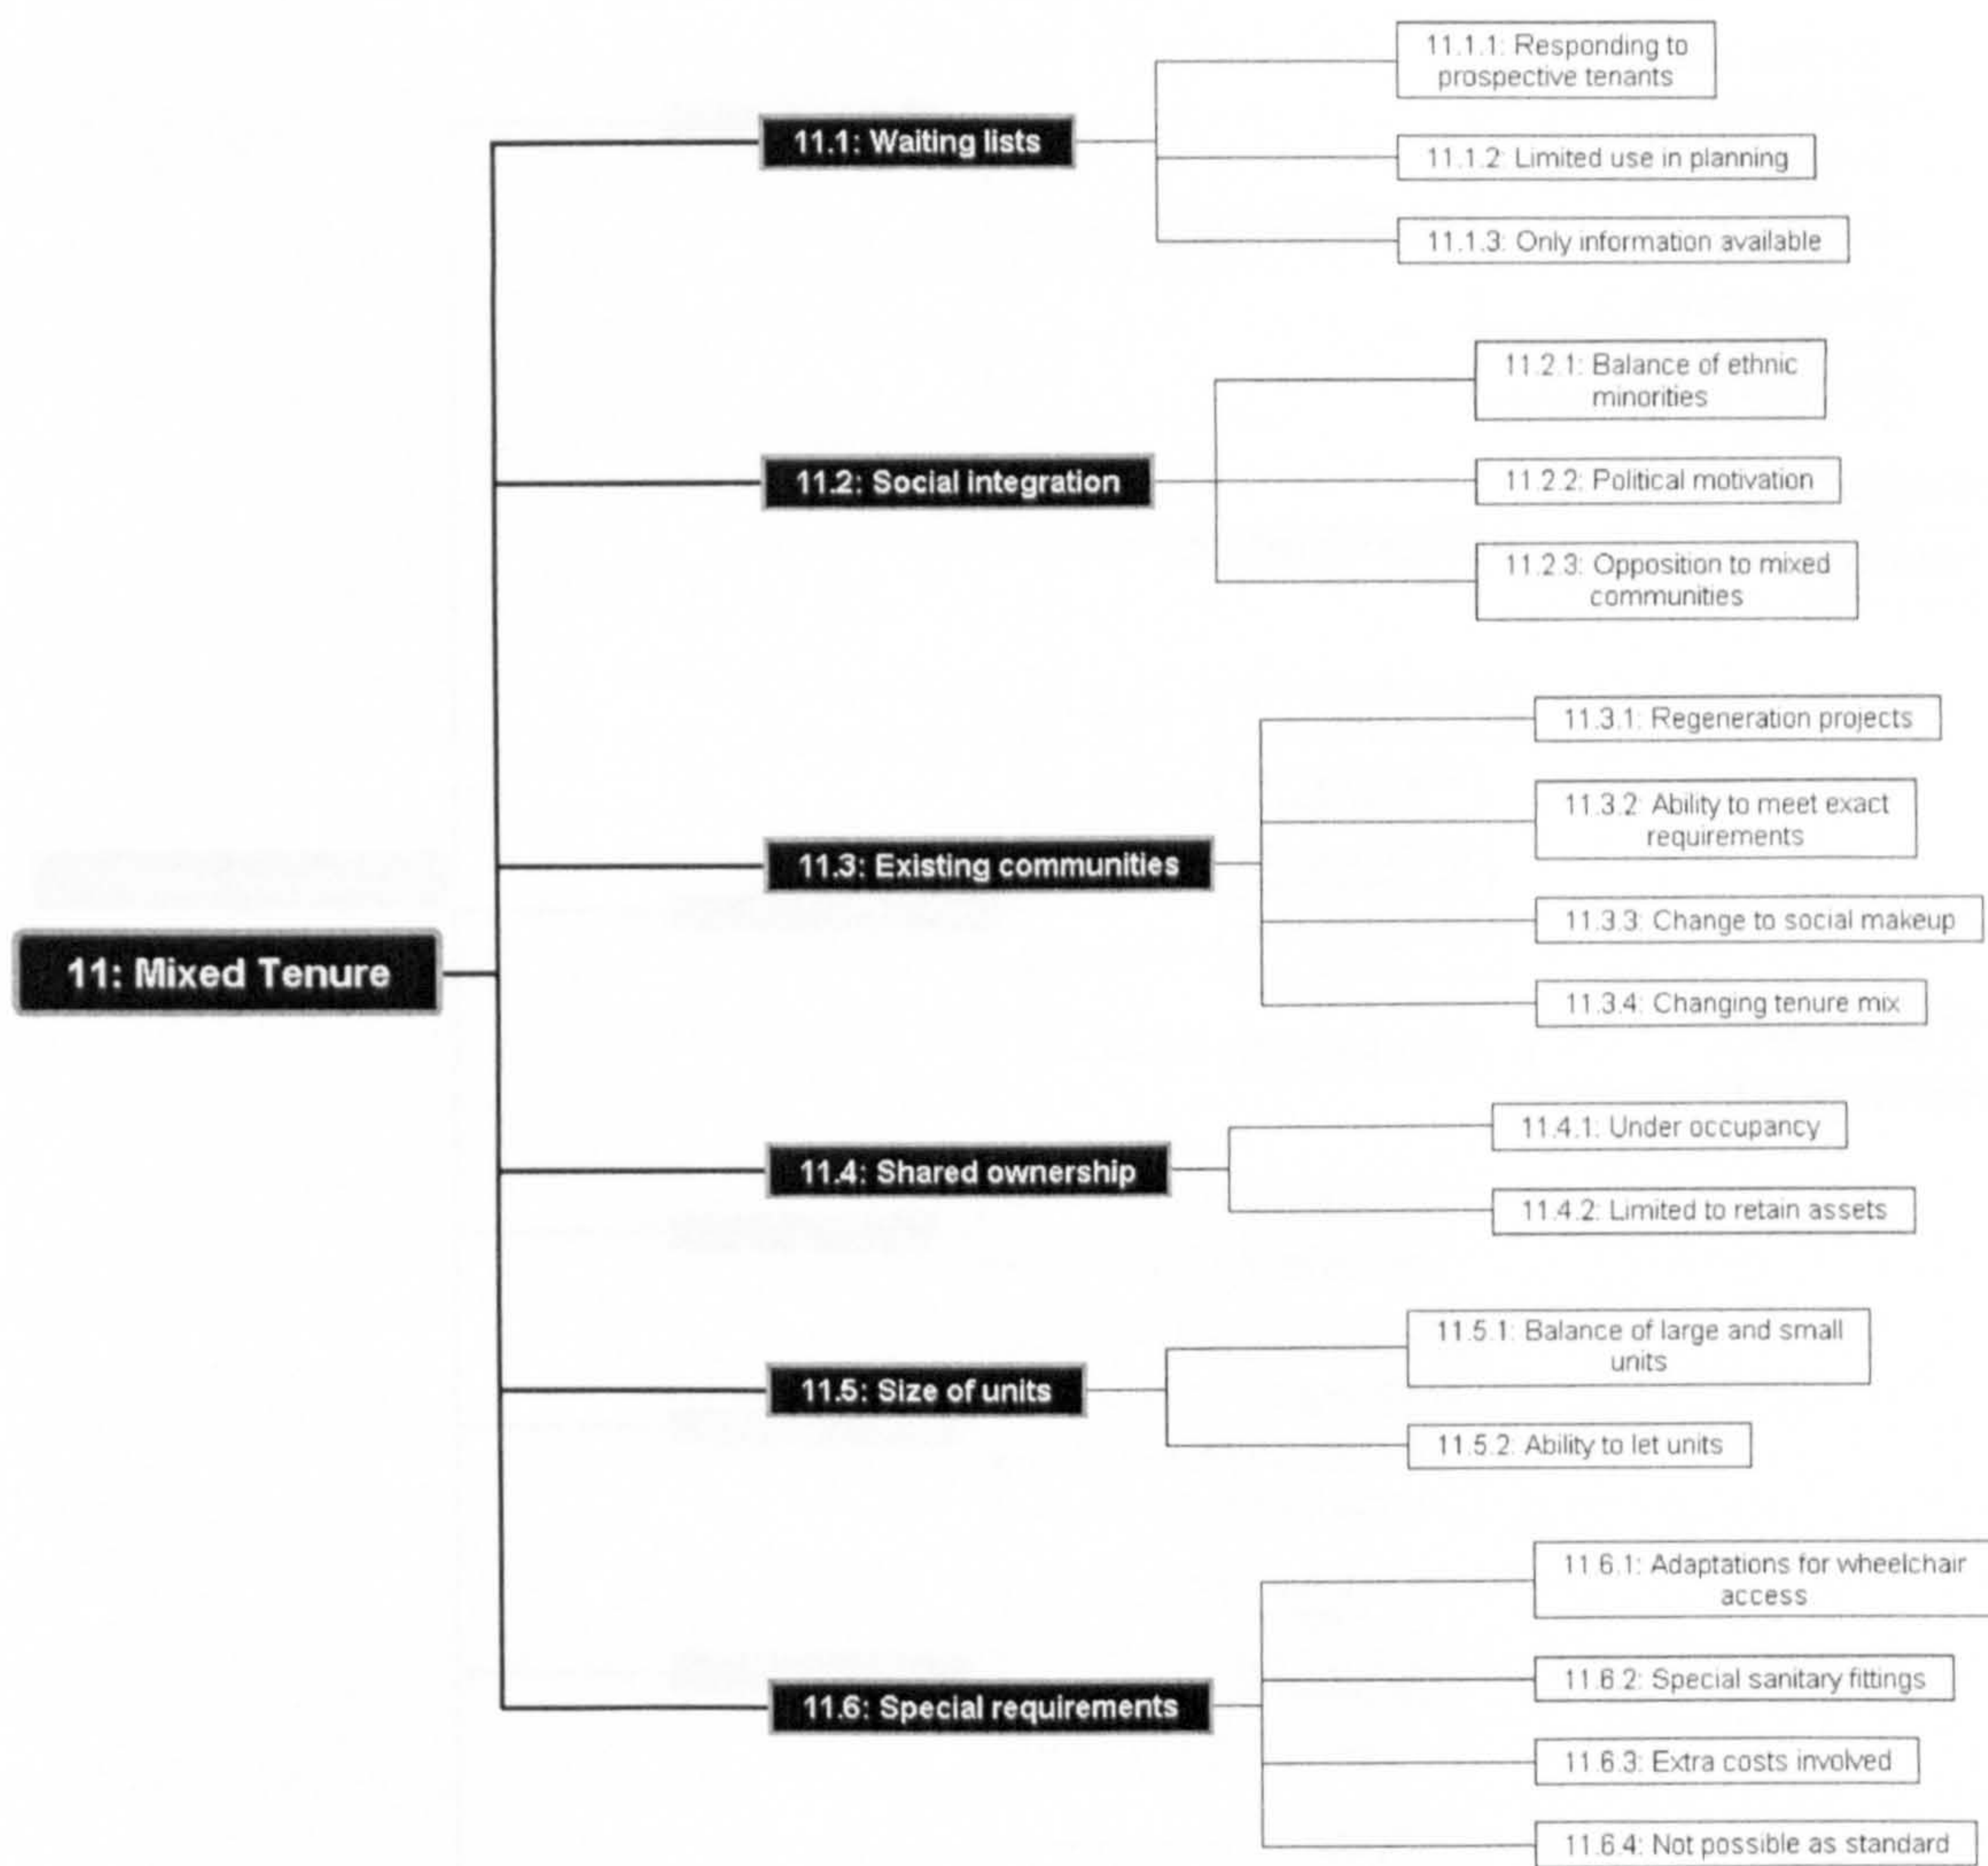 11: Mixed Tenure
11.1: Waiting lists
11.1.1: Responding to
prospective tenants
11.1.2: Limited use in planning
11.1.3: Only information available
11.2: Social integration
11.2.1: Balance of ethnic
minorities
11.2.2: Political motivation
11.2.3: Opposition to mixed
communities
11.3: Existing communities
11.3.1: Regeneration projects
11.3.2: Ability to meet exact
requirements
11.3.3: Change to social makeup
11.3.4: Changing tenure mix
11.4: Shared ownership
11.4.1: Under occupancy
11.4.2: Limited to retain assets
11.5: Size of units
11.5.1: Balance of large and small
units
11.5.2: Ability to let units
11.6: Special requirements
11.6.1: Adaptations for wheelchair
access
11.6.2: Special sanitary fittings
11.6.3: Extra costs involved
11.6.4: Not possible as standard